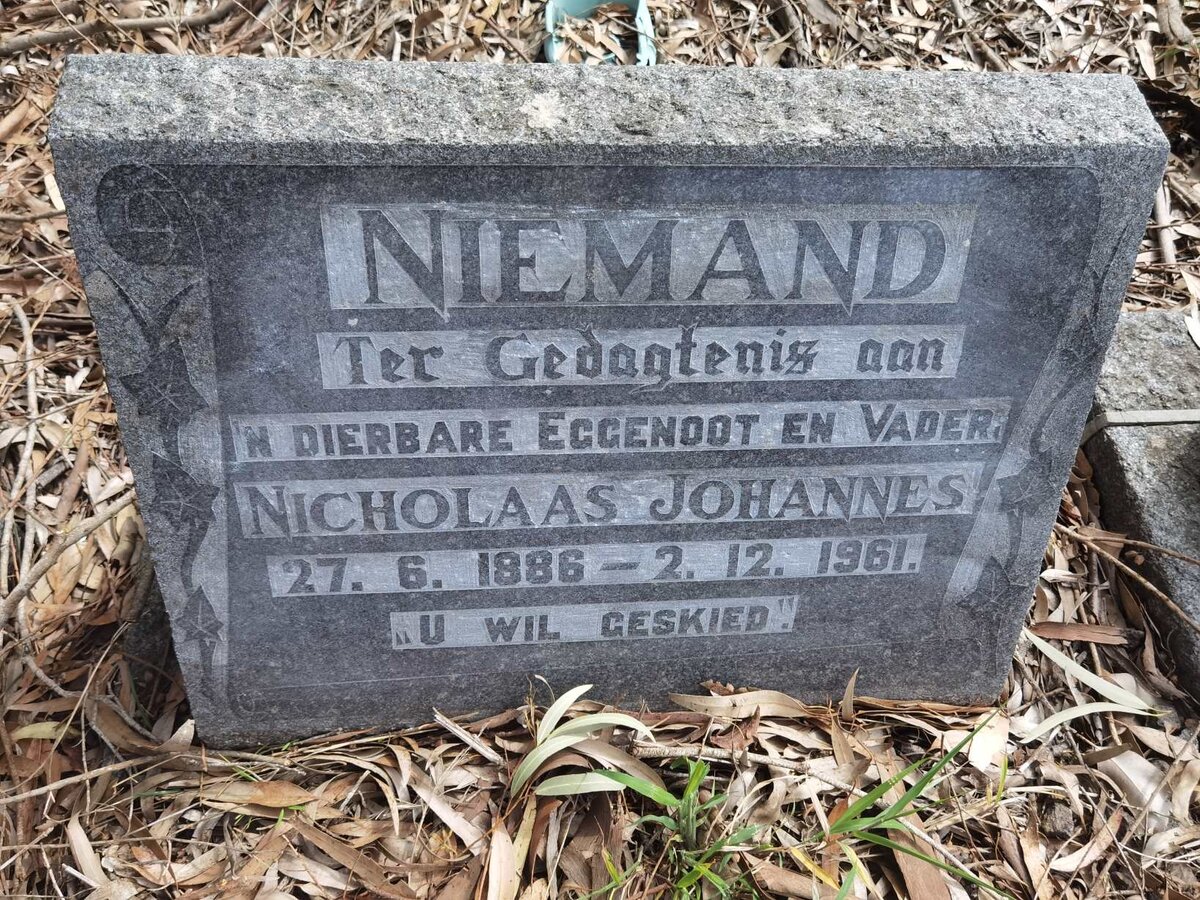 NIEMAND
Ter Gedagtenis aan
'N DIERBARE EGGENOOT EN VADER:
NICHOLAAS JOHANNES
27. 6. 1886 – 2. 12. 1961.
„U WIL GESKIED".